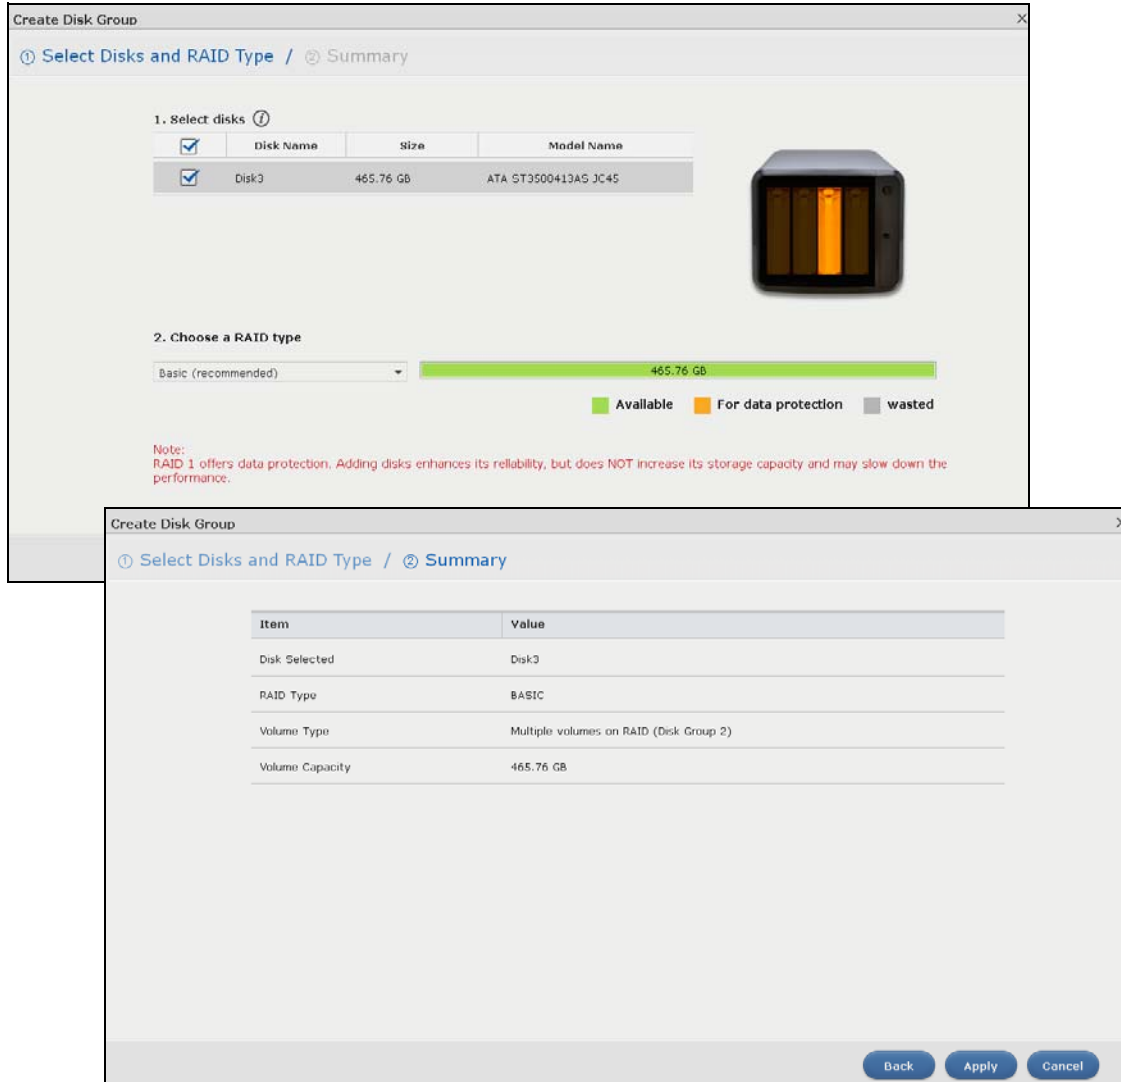 Create Disk Group X
① Select Disks and RAID Type / ② Summary
1. Select disks i
Disk Name Size Model Name
Disk3 465.76 GB ATA ST3500413AS JC45
2. Choose a RAID type
Basic (recommended) 465.76 GB
Available For data protection wasted
Note:
RAID 1 offers data protection. Adding disks enhances its reliability, but does NOT increase its storage capacity and may slow down the
performance.
Create Disk Group X
① Select Disks and RAID Type / ② Summary
Item Value
Disk Selected Disk3
RAID Type BASIC
Volume Type Multiple volumes on RAID (Disk Group 2)
Volume Capacity 465.76 GB
Back Apply Cancel